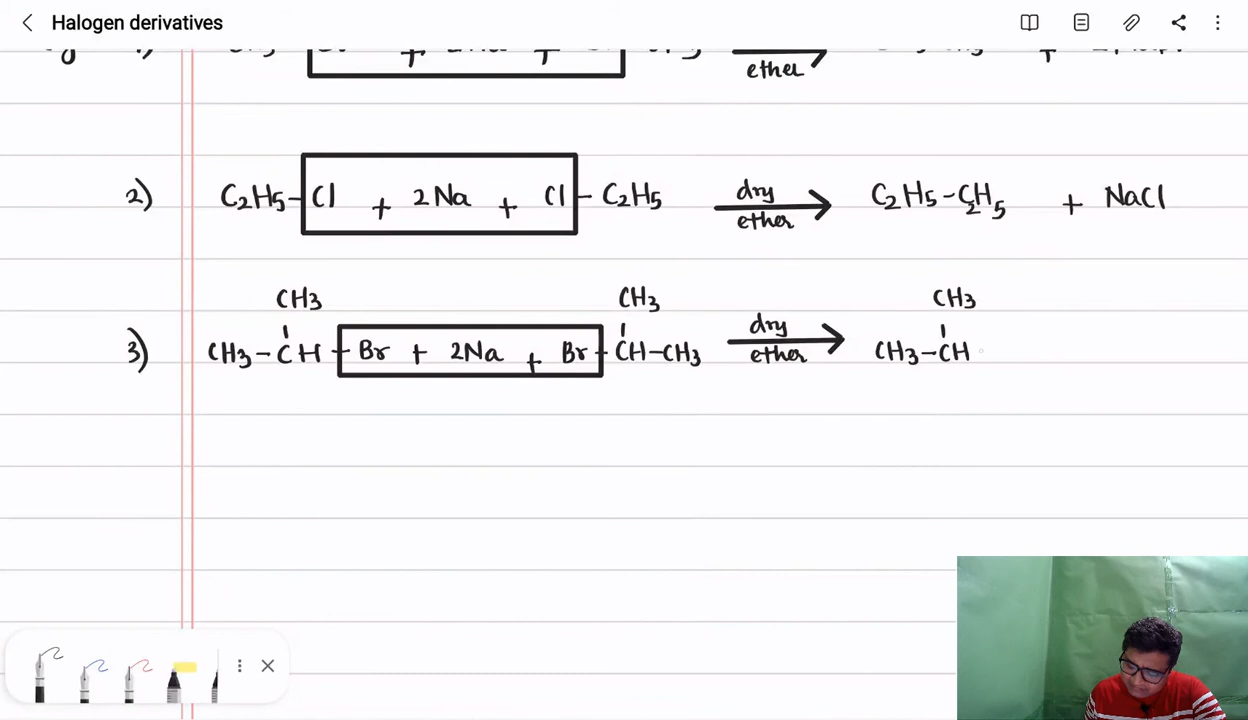 Halogen derivatives
ether
2) C2H5-Cl + 2Na + Cl-C2H5 dry ether → C2H5-C2H5 + NaCl
CH3 CH3 CH3
3) CH3-CH-Br + 2Na + Br-CH-CH3 dry ether → CH3-CH